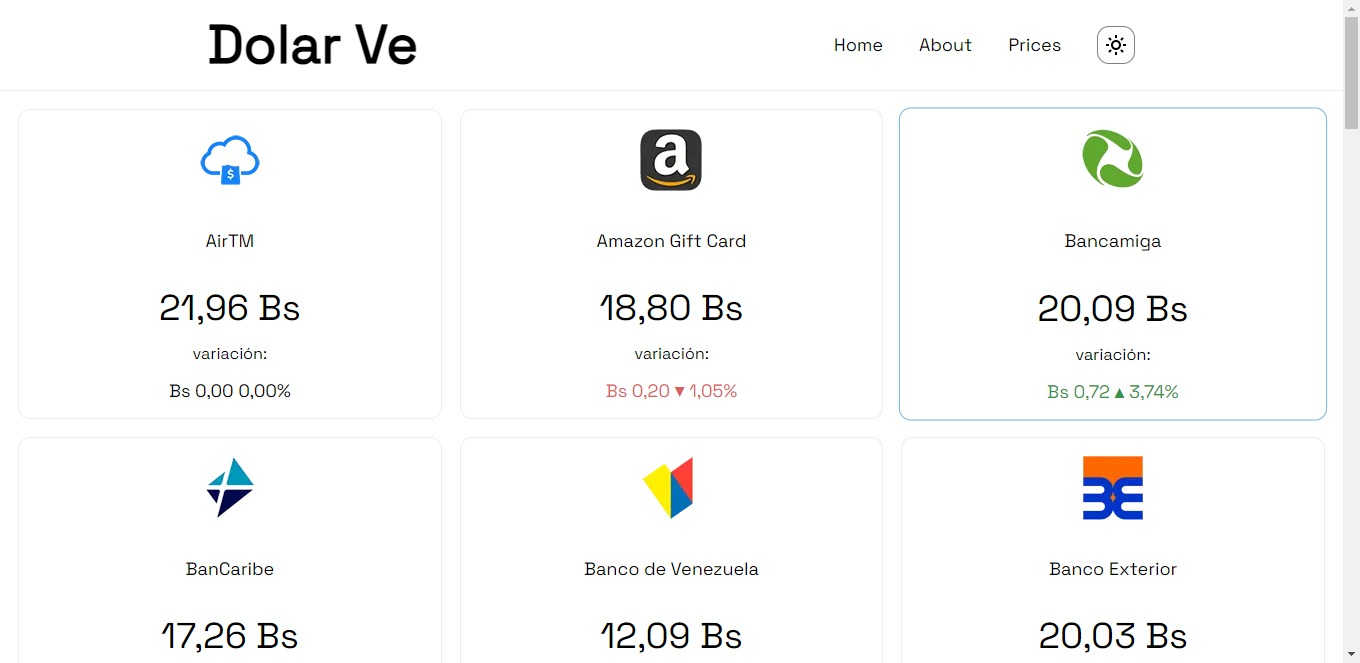 Dolar Ve
Home About Prices
$
a
AirTM
21,96 Bs
variación:
Bs 0,00 0,00%
Amazon Gift Card
18,80 Bs
variación:
Bs 0,20 ▼ 1,05%
Bancamiga
20,09 Bs
variación:
Bs 0,72 ▲ 3,74%
BanCaribe
17,26 Bs
Banco de Venezuela
12,09 Bs
Banco Exterior
20,03 Bs